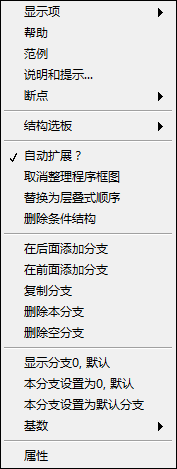 显示项
帮助
范例
说明和提示...
断点
结构选板
自动扩展？
取消整理程序框图
替换为层叠式顺序
删除条件结构
在后面添加分支
在前面添加分支
复制分支
删除本分支
删除空分支
显示分支0, 默认
本分支设置为0, 默认
本分支设置为默认分支
基数
属性